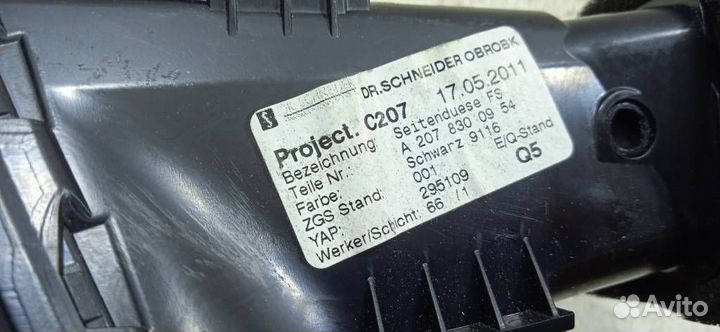 DR.SCHNEIDER OBROSK
Project. C207 17.05.2011
Bezeichnung: Seitenduese FS
Teile Nr.: A 207 830 09 54
Farbe: Schwarz 9116
ZGS Stand: 001 E/Q-Stand
YAP: 295109 Q5
Werker/Schicht: 66 /1
Avito